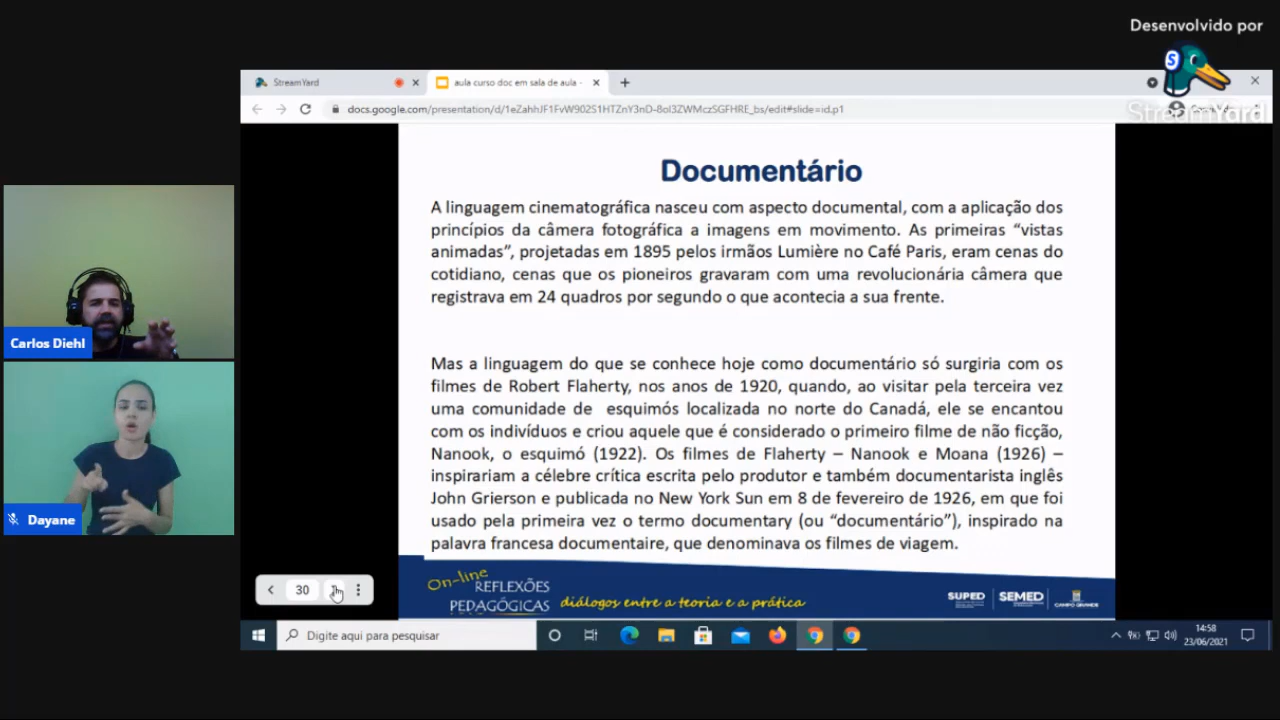 Desenvolvido por
StreamYard
StreamYard
aula curso doc em sala de aula -
docs.google.com/presentation/d/1eZahhJF1FvW902S1HTZnY3nD-8oI3ZWMczSGFHRE_bs/edit#slide=id.p1
Documentário
A linguagem cinematográfica nasceu com aspecto documental, com a aplicação dos
princípios da câmera fotográfica a imagens em movimento. As primeiras “vistas
animadas”, projetadas em 1895 pelos irmãos Lumière no Café Paris, eram cenas do
cotidiano, cenas que os pioneiros gravaram com uma revolucionária câmera que
registrava em 24 quadros por segundo o que acontecia a sua frente.
Mas a linguagem do que se conhece hoje como documentário só surgiria com os
filmes de Robert Flaherty, nos anos de 1920, quando, ao visitar pela terceira vez
uma comunidade de esquimós localizada no norte do Canadá, ele se encantou
com os indivíduos e criou aquele que é considerado o primeiro filme de não ficção,
Nanook, o esquimó (1922). Os filmes de Flaherty – Nanook e Moana (1926) –
inspirariam a célebre crítica escrita pelo produtor e também documentarista inglês
John Grierson e publicada no New York Sun em 8 de fevereiro de 1926, em que foi
usado pela primeira vez o termo documentary (ou “documentário”), inspirado na
palavra francesa documentaire, que denominava os filmes de viagem.
Carlos Diehl
Dayane
30
On-line
REFLEXÕES
PEDAGÓGICAS
diálogos entre a teoria e a prática
SUPED
SEMED
CAMPO GRANDE
Digite aqui para pesquisar
14:58
23/06/2021